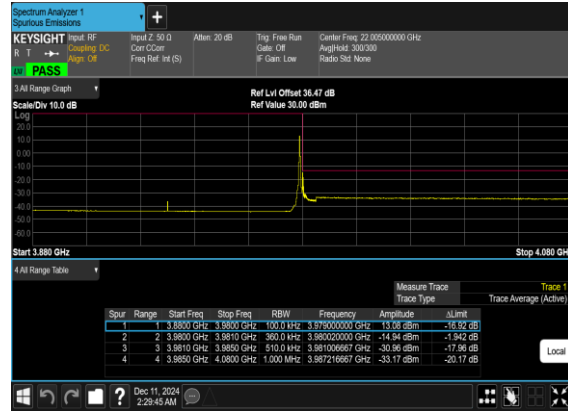 Spectrum Analyzer 1
Spurious Emissions
+
KEYSIGHT Input: RF Input Z: 50 Ω Atten: 20 dB Trig: Free Run Center Freq: 22.005000000 GHz
R T Coupling: DC Corr CCorr Gate: Off Avg|Hold: 300/300
Align: Off Freq Ref: Int (S) IF Gain: Low Radio Std: None
PASS
3 All Range Graph
Ref Lvl Offset 36.47 dB
Scale/Div 10.0 dB Ref Value 30.00 dBm
Log
20.0
10.0
0.00
-10.0
-20.0
-30.0
-40.0
-50.0
-60.0
Start 3.880 GHz Stop 4.080 GH
4 All Range Table
Measure Trace Trace 1
Trace Type Trace Average (Active)
Spur Range Start Freq Stop Freq RBW Frequency Amplitude ΔLimit
1 1 3.8800 GHz 3.9800 GHz 100.0 kHz 3.979000000 GHz 13.08 dBm -16.92 dB
2 2 3.9800 GHz 3.9810 GHz 360.0 kHz 3.980020000 GHz -14.94 dBm -1.942 dB
3 3 3.9810 GHz 3.9850 GHz 510.0 kHz 3.981006667 GHz -30.96 dBm -17.96 dB
4 4 3.9850 GHz 4.0800 GHz 1.000 MHz 3.987216667 GHz -33.17 dBm -20.17 dB
Local
? Dec 11, 2024
2:29:45 AM